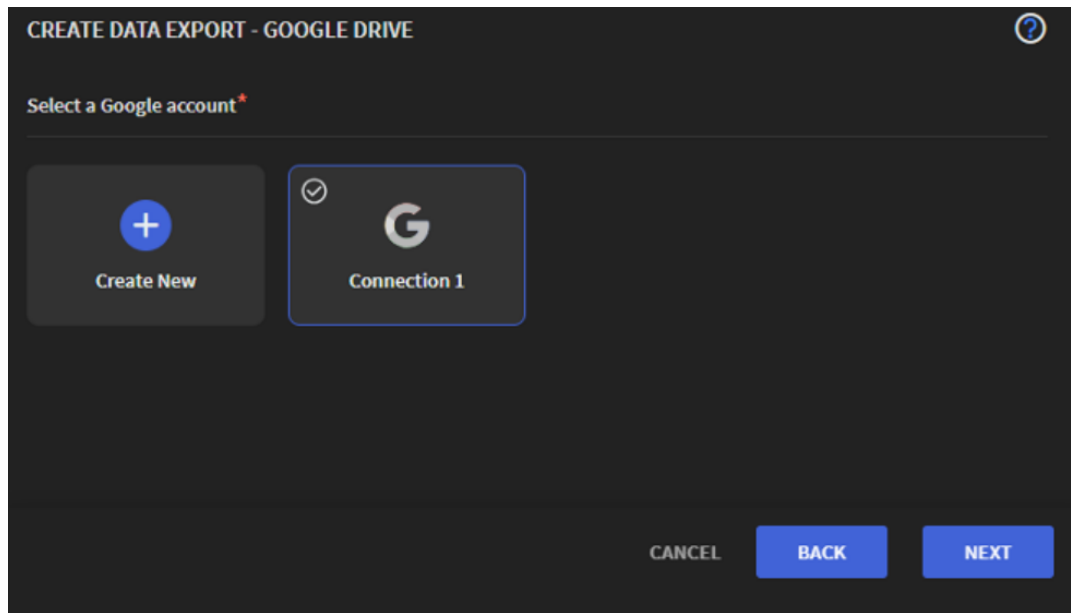 CREATE DATA EXPORT - GOOGLE DRIVE
?
Select a Google account*
Create New
G
Connection 1
CANCEL
BACK
NEXT